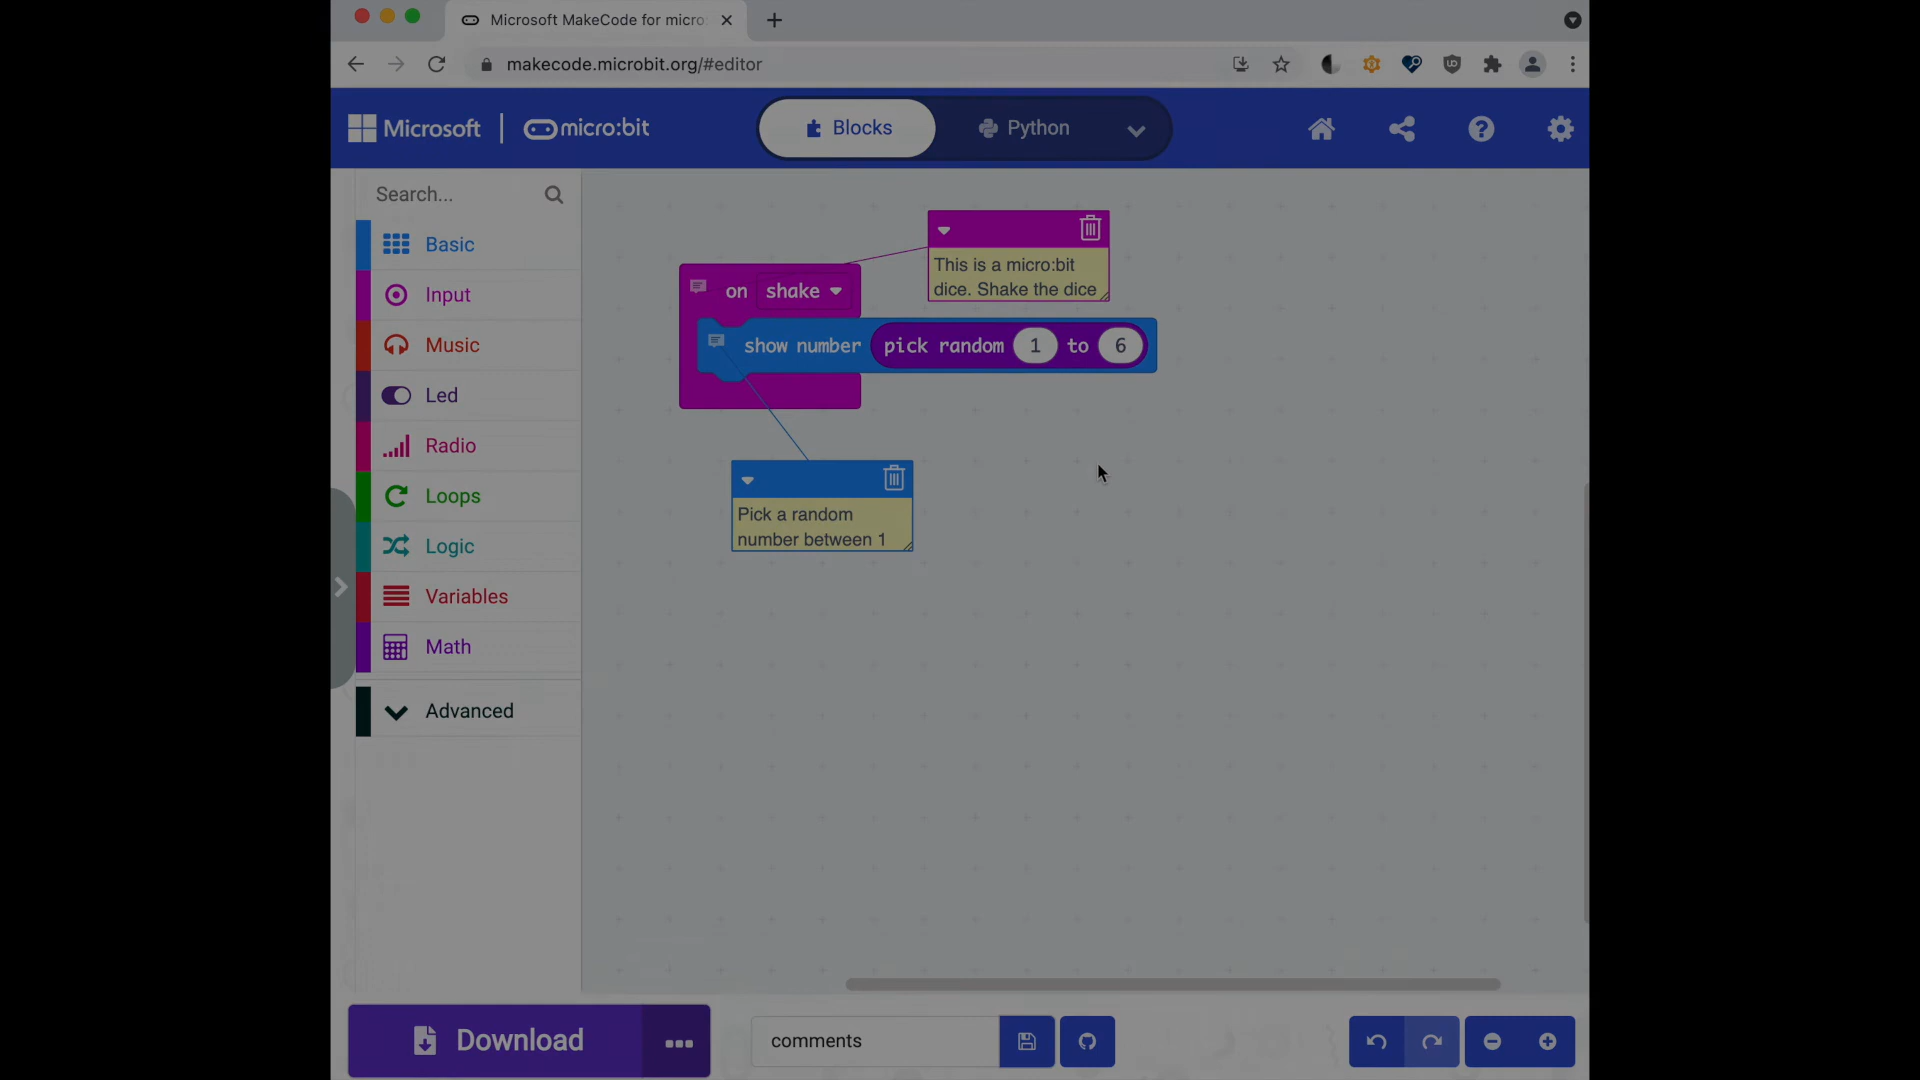 Microsoft MakeCode for micro:
makecode.microbit.org/#editor
Microsoft
micro:bit
Blocks
Python
Search...
Basic
Input
Music
Led
Radio
Loops
Logic
Variables
Math
Advanced
This is a micro:bit
dice. Shake the dice
on shake
show number pick random 1 to 6
Pick a random
number between 1
Download
comments